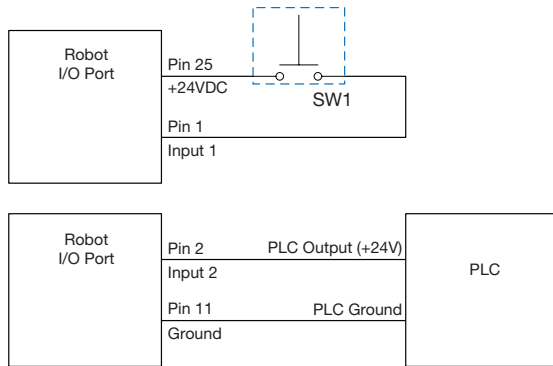 Robot
I/O Port
Pin 25
+24VDC
SW1
Pin 1
Input 1
Robot
I/O Port
Pin 2
PLC Output (+24V)
Input 2
PLC
Pin 11
PLC Ground
Ground